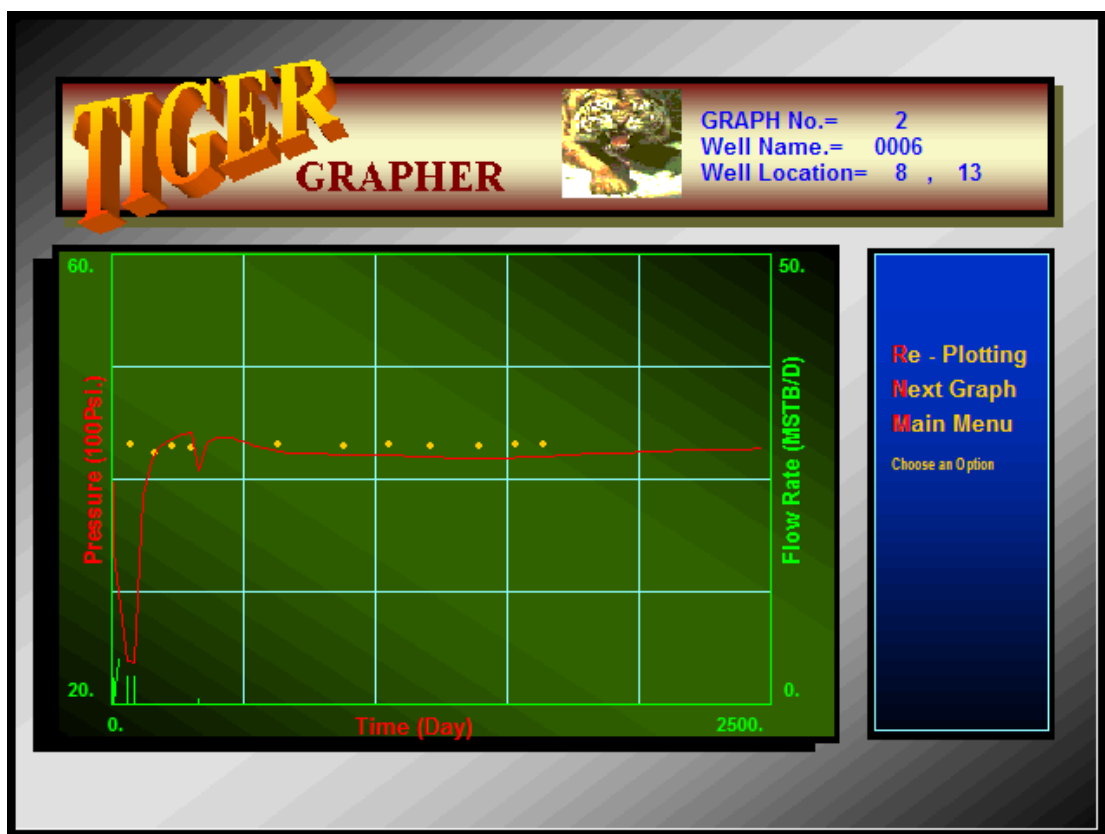 TIGER
GRAPHER
GRAPH No.= 2
Well Name.= 0006
Well Location= 8 , 13
60.
50.
Pressure (100Psi.)
Flow Rate (MSTB/D)
20.
0.
0.
Time (Day)
2500.
Re - Plotting
Next Graph
Main Menu
Choose an Option